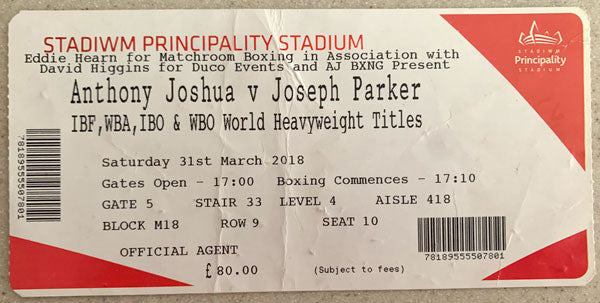 STADIWM PRINCIPALITY STADIUM
Eddie Hearn for Matchroom Boxing in Association with
David Higgins for Duco Events and AJ BXNG Present
Anthony Joshua v Joseph Parker
IBF,WBA,IBO & WBO World Heavyweight Titles
Saturday 31st March 2018
Gates Open - 17:00 Boxing Commences - 17:10
GATE 5 STAIR 33 LEVEL 4 AISLE 418
BLOCK M18 ROW 9 SEAT 10
OFFICIAL AGENT
£80.00 (Subject to fees)
78189555507801
78189555507801
STADIWM
Principality
STADIUM